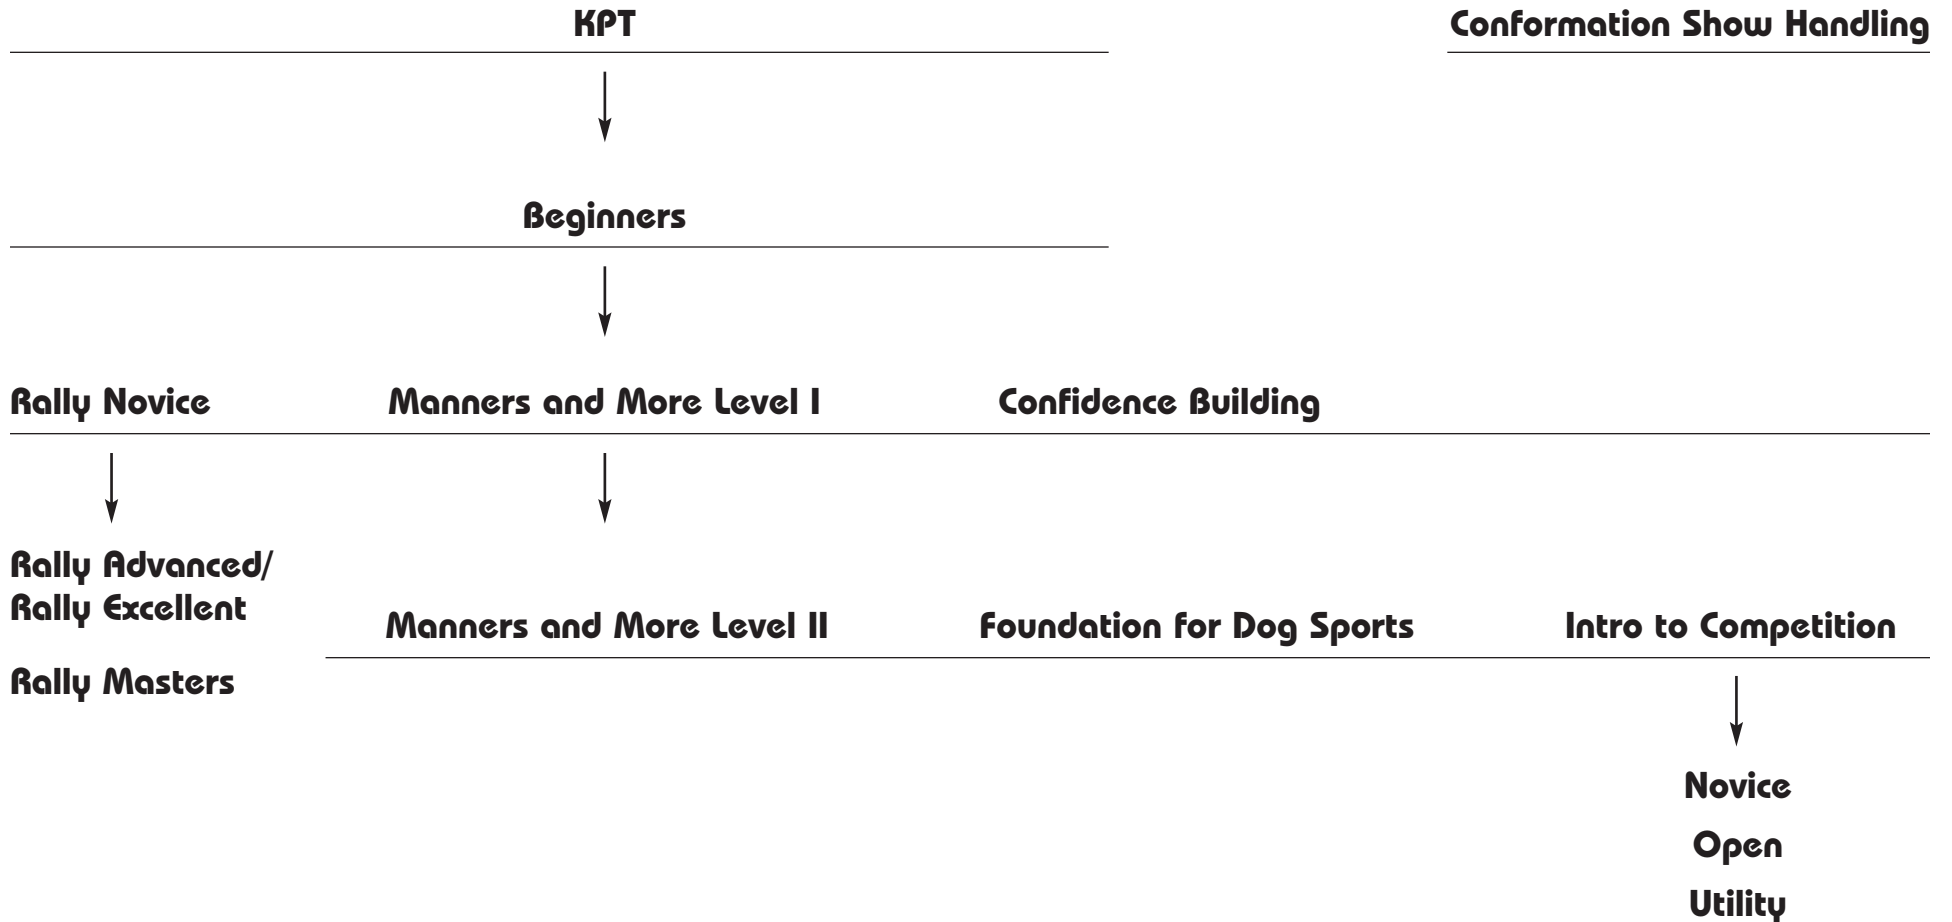 KPT
Conformation Show Handling
Beginners
Rally Novice
Manners and More Level I
Confidence Building
Rally Advanced/
Rally Excellent
Manners and More Level II
Foundation for Dog Sports
Intro to Competition
Rally Masters
Novice
Open
Utility